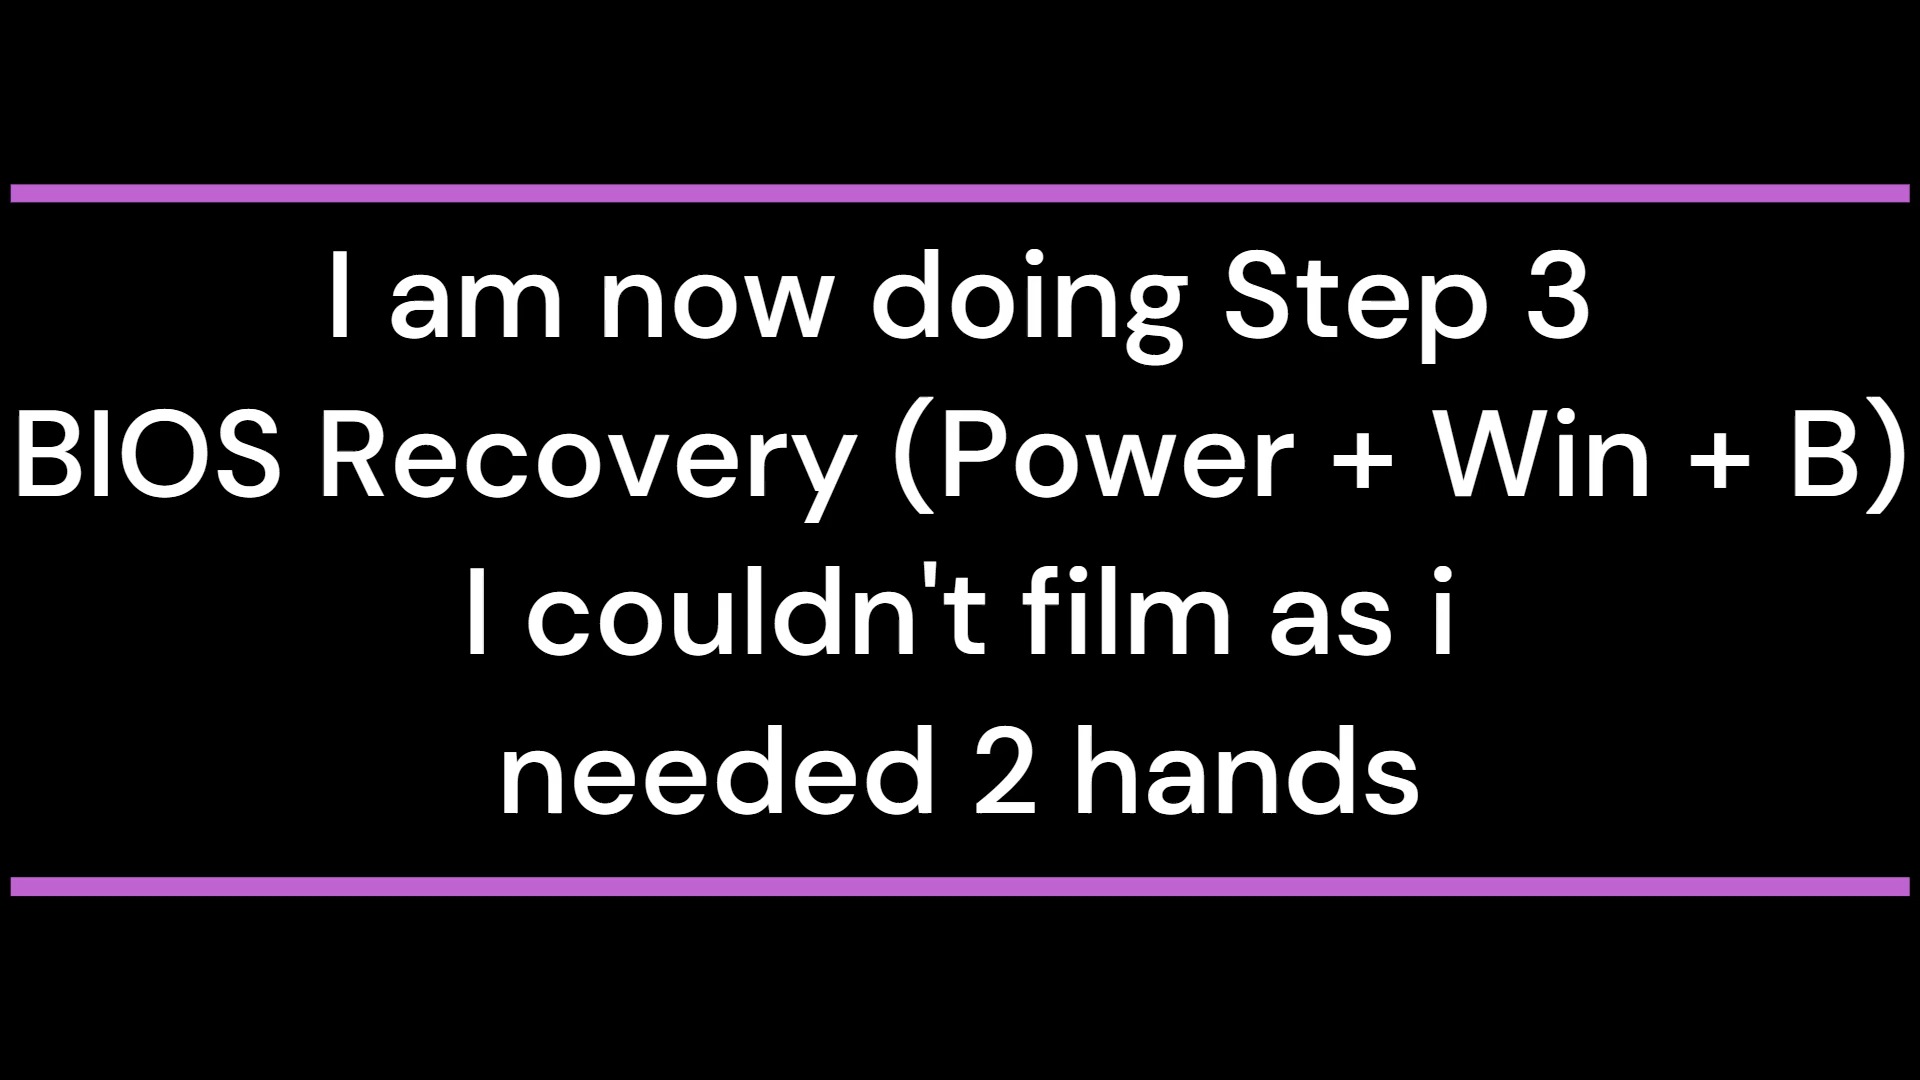 I am now doing Step 3
BIOS Recovery (Power + Win + B)
I couldn't film as i
needed 2 hands